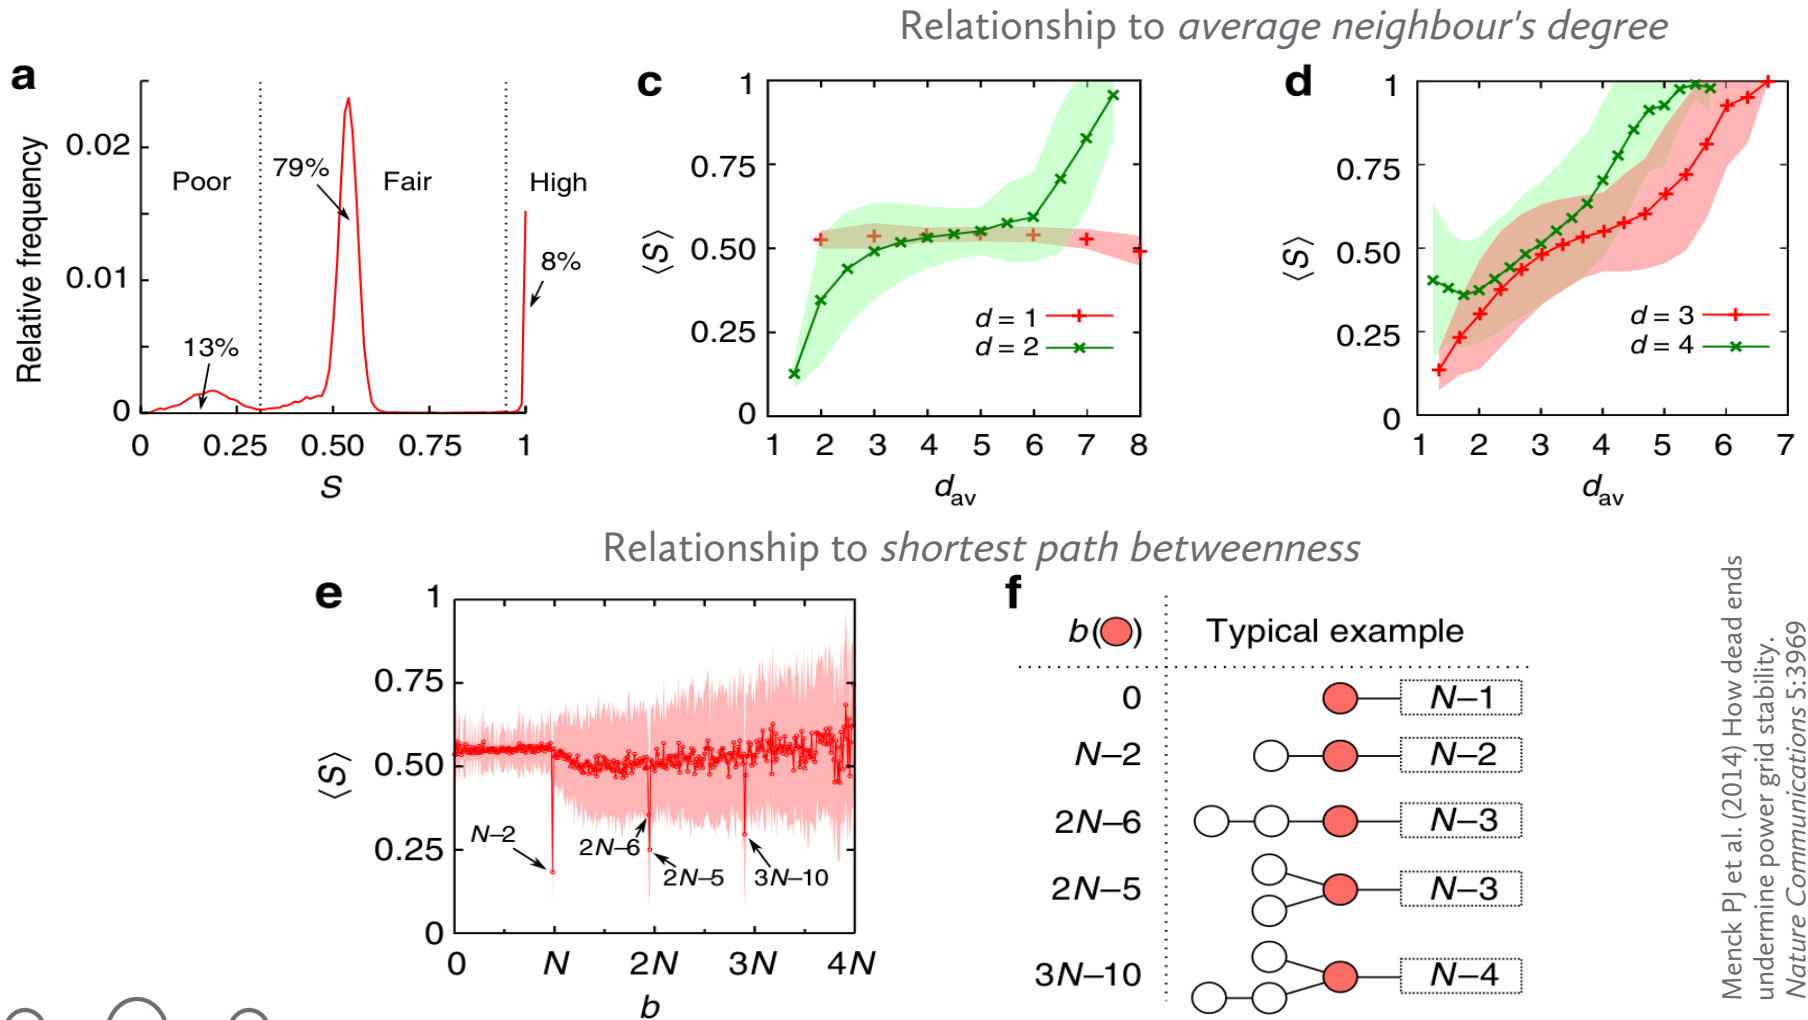 Relationship to average neighbour's degree
a
Relative frequency
0.02
0.01
0
Poor
Fair
High
79%
13%
8%
0 0.25 0.50 0.75 1
S
c
⟨S⟩
1
0.75
0.50
0.25
0
d = 1
d = 2
1 2 3 4 5 6 7 8
dav
d
⟨S⟩
1
0.75
0.50
0.25
0
d = 3
d = 4
1 2 3 4 5 6 7
dav
Relationship to shortest path betweenness
e
⟨S⟩
1
0.75
0.50
0.25
0
N–2
2N–6
2N–5
3N–10
0 N 2N 3N 4N
b
f
b( ) Typical example
0 N–1
N–2 N–2
2N–6 N–3
2N–5 N–3
3N–10 N–4
Menck PJ et al. (2014) How dead ends
undermine power grid stability.
Nature Communications 5:3969